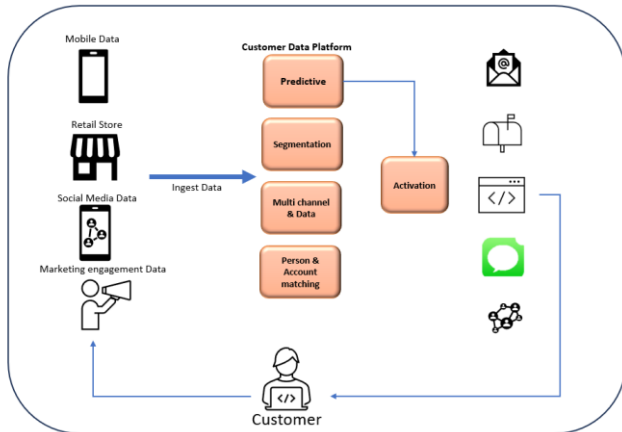 Mobile Data
Retail Store
Social Media Data
Marketing engagement Data
Ingest Data
Customer Data Platform
Predictive
Segmentation
Multi channel
& Data
Person &
Account
matching
Activation
@
</>
</>
Customer